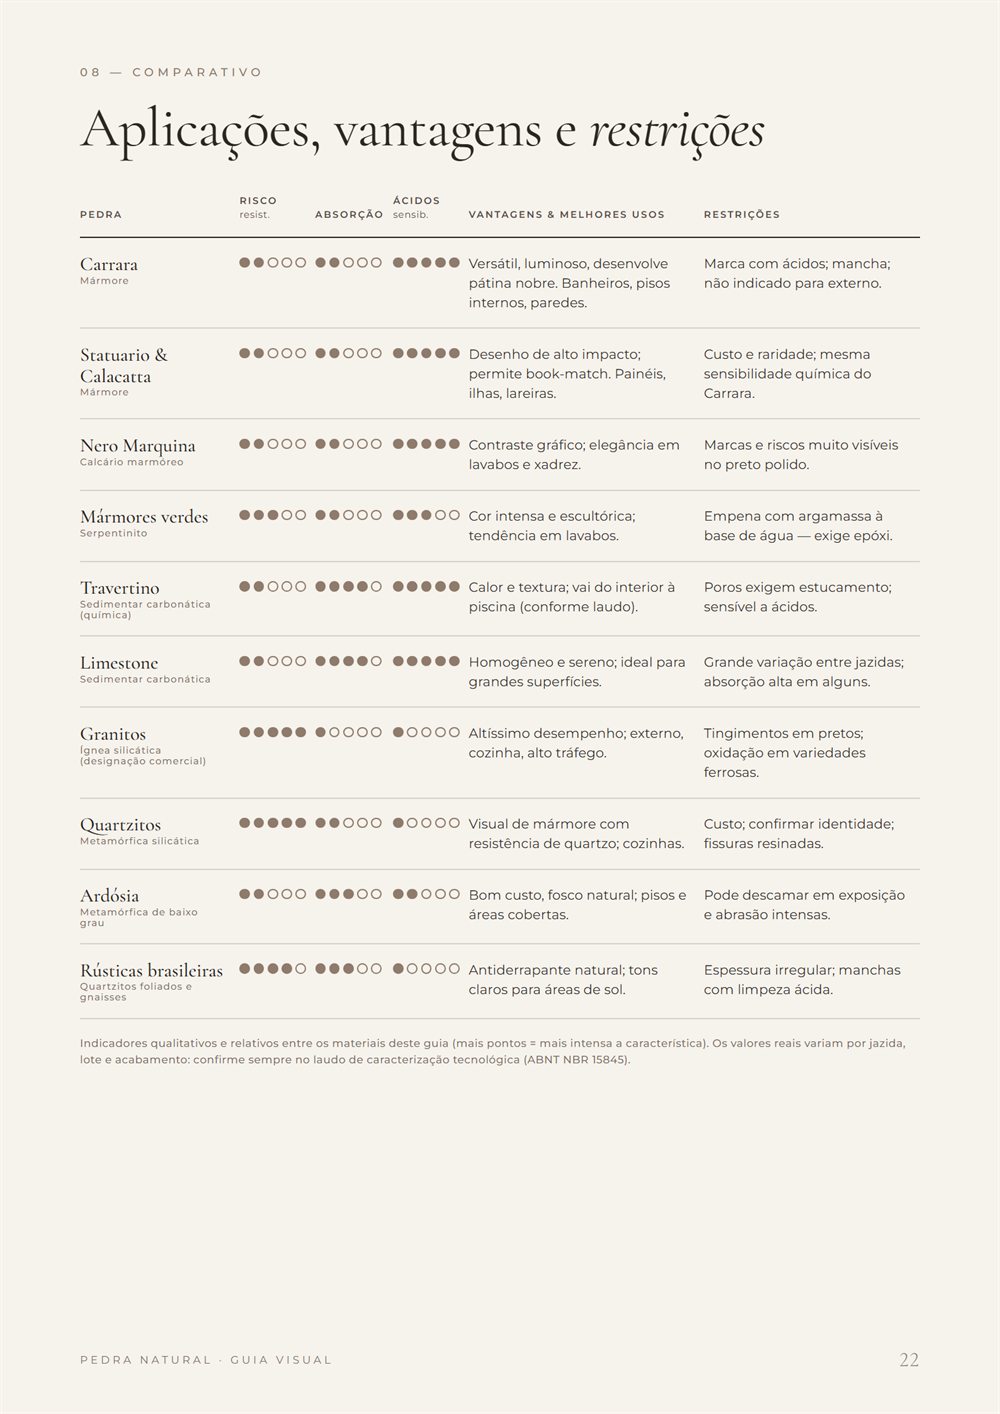 08 — COMPARATIVO
Aplicações, vantagens e restrições
PEDRA
RISCO
resist.
ABSORÇÃO
ÁCIDOS
sensib.
VANTAGENS & MELHORES USOS
RESTRIÇÕES
Carrara
Mármore
Versátil, luminoso, desenvolve
pátina nobre. Banheiros, pisos
internos, paredes.
Marca com ácidos; mancha;
não indicado para externo.
Statuario &
Calacatta
Mármore
Desenho de alto impacto;
permite book-match. Painéis,
ilhas, lareiras.
Custo e raridade; mesma
sensibilidade química do
Carrara.
Nero Marquina
Calcário marmóreo
Contraste gráfico; elegância em
lavabos e xadrez.
Marcas e riscos muito visíveis
no preto polido.
Mármores verdes
Serpentinito
Cor intensa e escultórica;
tendência em lavabos.
Empena com argamassa à
base de água — exige epóxi.
Travertino
Sedimentar carbonática
(química)
Calor e textura; vai do interior à
piscina (conforme laudo).
Poros exigem estucamento;
sensível a ácidos.
Limestone
Sedimentar carbonática
Homogêneo e sereno; ideal para
grandes superfícies.
Grande variação entre jazidas;
absorção alta em alguns.
Granitos
Ígnea silicática
(designação comercial)
Altíssimo desempenho; externo,
cozinha, alto tráfego.
Tingimentos em pretos;
oxidação em variedades
ferrosas.
Quartzitos
Metamórfica silicática
Visual de mármore com
resistência de quartzo; cozinhas.
Custo; confirmar identidade;
fissuras resinadas.
Ardósia
Metamórfica de baixo
grau
Bom custo, fosco natural; pisos e
áreas cobertas.
Pode descamar em exposição
e abrasão intensas.
Rústicas brasileiras
Quartzitos foliados e
gnaisses
Antiderrapante natural; tons
claros para áreas de sol.
Espessura irregular; manchas
com limpeza ácida.
Indicadores qualitativos e relativos entre os materiais deste guia (mais pontos = mais intensa a característica). Os valores reais variam por jazida,
lote e acabamento: confirme sempre no laudo de caracterização tecnológica (ABNT NBR 15845).
PEDRA NATURAL · GUIA VISUAL
22